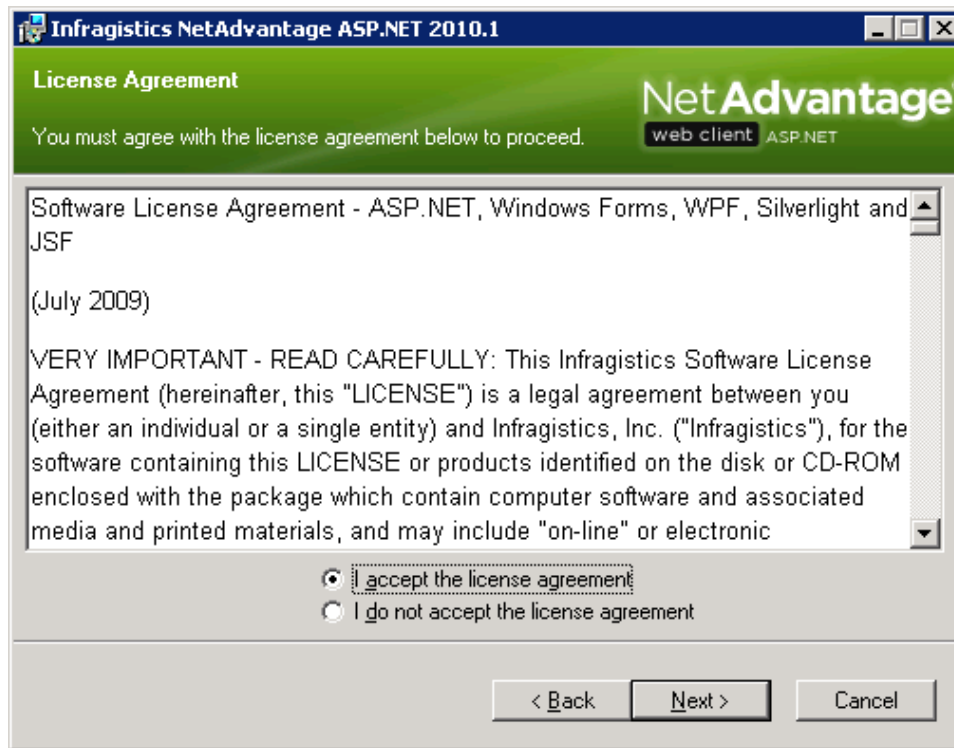 Infragistics NetAdvantage ASP.NET 2010.1
License Agreement
You must agree with the license agreement below to proceed.
NetAdvantage
web client ASP.NET
Software License Agreement - ASP.NET, Windows Forms, WPF, Silverlight and
JSF
(July 2009)
VERY IMPORTANT - READ CAREFULLY: This Infragistics Software License
Agreement (hereinafter, this "LICENSE") is a legal agreement between you
(either an individual or a single entity) and Infragistics, Inc. ("Infragistics"), for the
software containing this LICENSE or products identified on the disk or CD-ROM
enclosed with the package which contain computer software and associated
media and printed materials, and may include "on-line" or electronic
I accept the license agreement
I do not accept the license agreement
< Back Next > Cancel